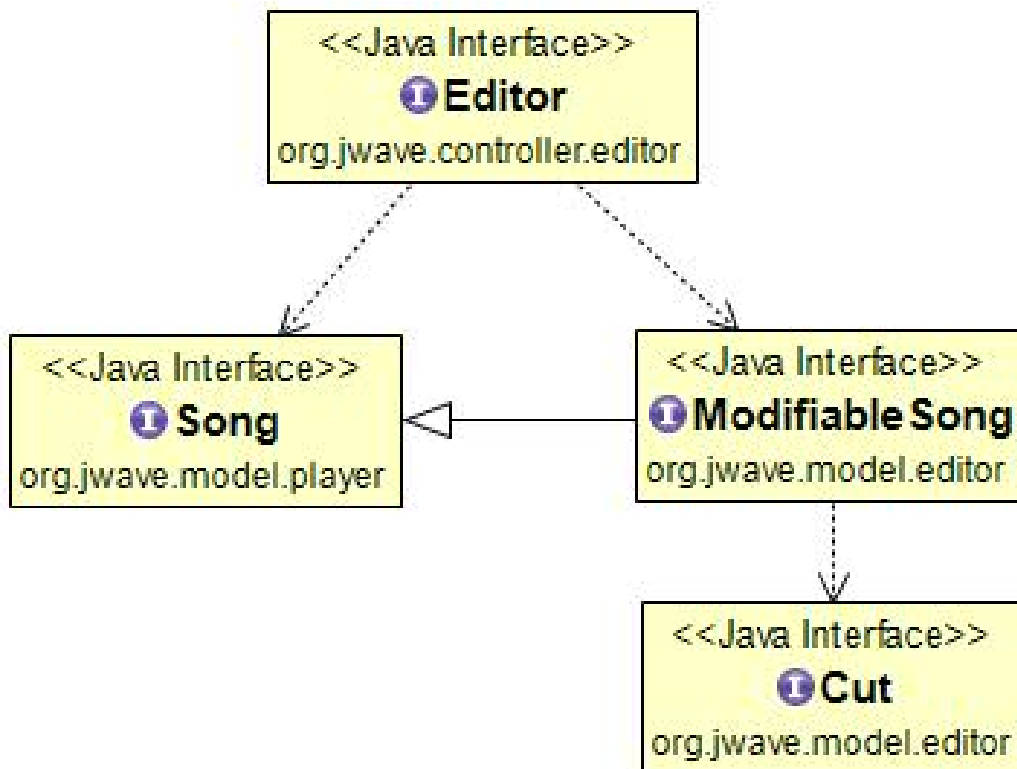 <<Java Interface>>
Editor
org.jwave.controller.editor
<<Java Interface>>
Song
org.jwave.model.player
<<Java Interface>>
ModifiableSong
org.jwave.model.editor
<<Java Interface>>
Cut
org.jwave.model.editor